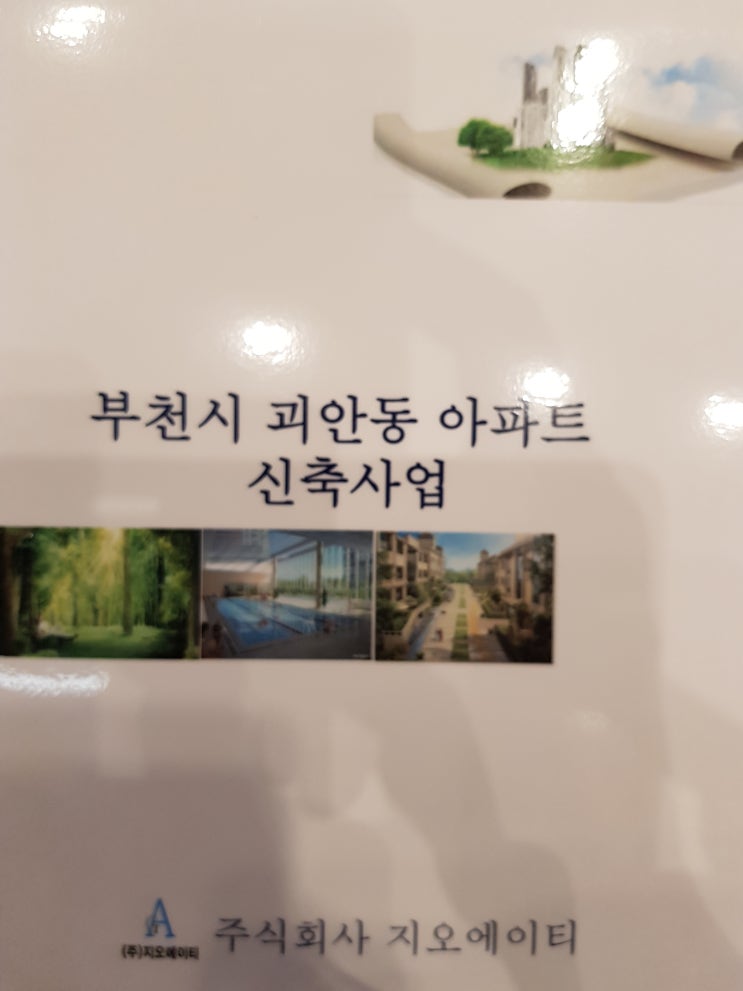 부천시 괴안동 아파트
신축사업
(주)지오에이티
주식회사 지오에이티